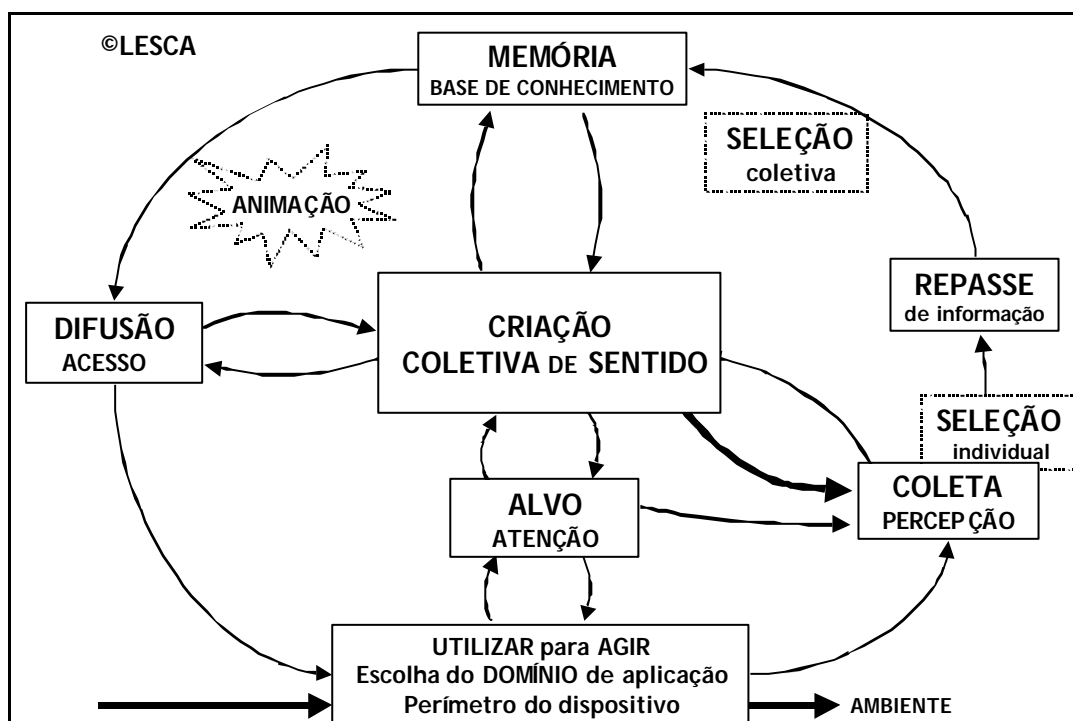 ©LESCA
MEMÓRIA
BASE DE CONHECIMENTO
SELEÇÃO
coletiva
ANIMAÇÃO
REPASSE
de informação
DIFUSÃO
ACESSO
CRIAÇÃO
COLETIVA DE SENTIDO
SELEÇÃO
individual
COLETA
PERCEPÇÃO
ALVO
ATENÇÃO
UTILIZAR para AGIR
Escolha do DOMÍNIO de aplicação
Perímetro do dispositivo
AMBIENTE